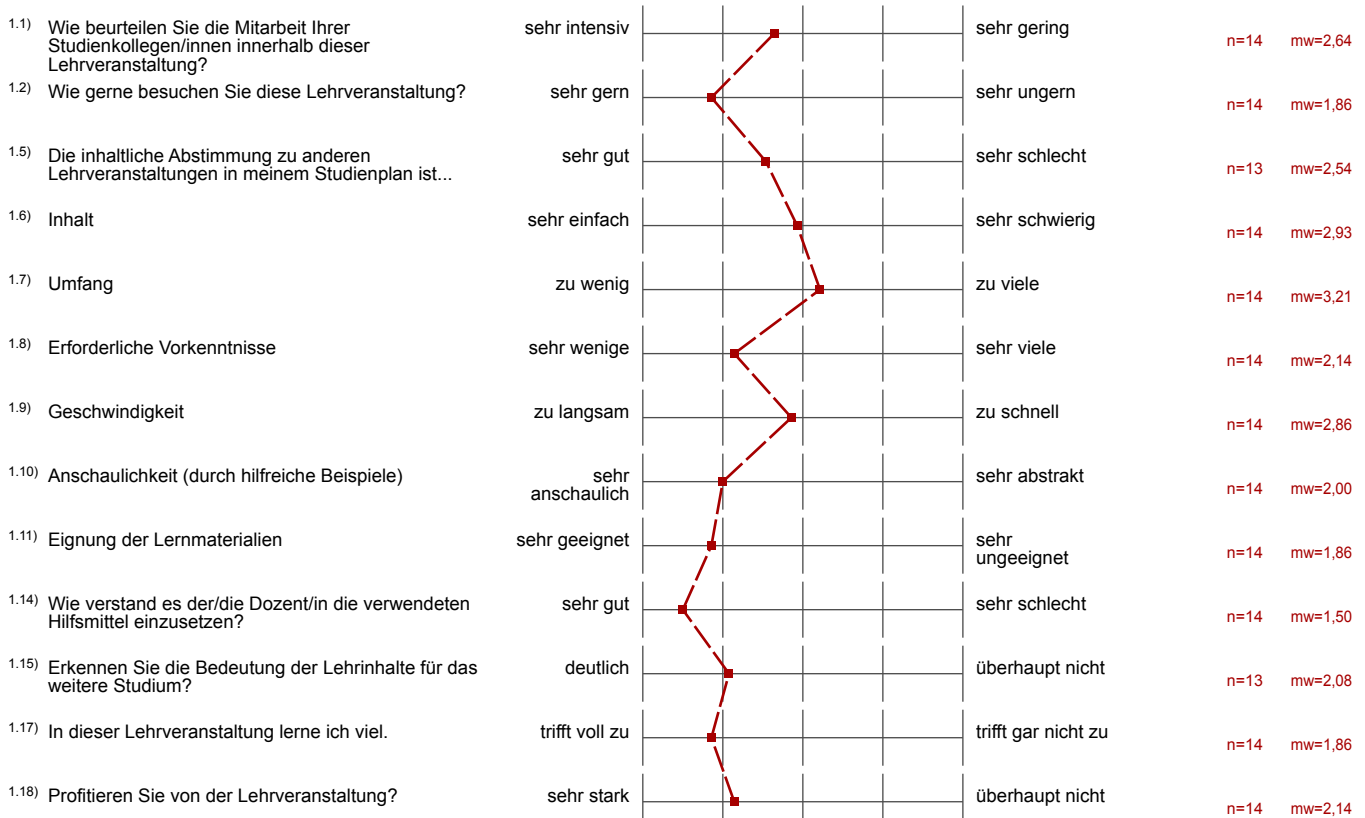 1.1) Wie beurteilen Sie die Mitarbeit Ihrer
Studienkollegen/innen innerhalb dieser
Lehrveranstaltung?
sehr intensiv
sehr gering
n=14 mw=2,64
1.2) Wie gerne besuchen Sie diese Lehrveranstaltung?
sehr gern
sehr ungern
n=14 mw=1,86
1.5) Die inhaltliche Abstimmung zu anderen
Lehrveranstaltungen in meinem Studienplan ist...
sehr gut
sehr schlecht
n=13 mw=2,54
1.6) Inhalt
sehr einfach
sehr schwierig
n=14 mw=2,93
1.7) Umfang
zu wenig
zu viele
n=14 mw=3,21
1.8) Erforderliche Vorkenntnisse
sehr wenige
sehr viele
n=14 mw=2,14
1.9) Geschwindigkeit
zu langsam
zu schnell
n=14 mw=2,86
1.10) Anschaulichkeit (durch hilfreiche Beispiele)
sehr
anschaulich
sehr abstrakt
n=14 mw=2,00
1.11) Eignung der Lernmaterialien
sehr geeignet
sehr
ungeeignet
n=14 mw=1,86
1.14) Wie verstand es der/die Dozent/in die verwendeten
Hilfsmittel einzusetzen?
sehr gut
sehr schlecht
n=14 mw=1,50
1.15) Erkennen Sie die Bedeutung der Lehrinhalte für das
weitere Studium?
deutlich
überhaupt nicht
n=13 mw=2,08
1.17) In dieser Lehrveranstaltung lerne ich viel.
trifft voll zu
trifft gar nicht zu
n=14 mw=1,86
1.18) Profitieren Sie von der Lehrveranstaltung?
sehr stark
überhaupt nicht
n=14 mw=2,14